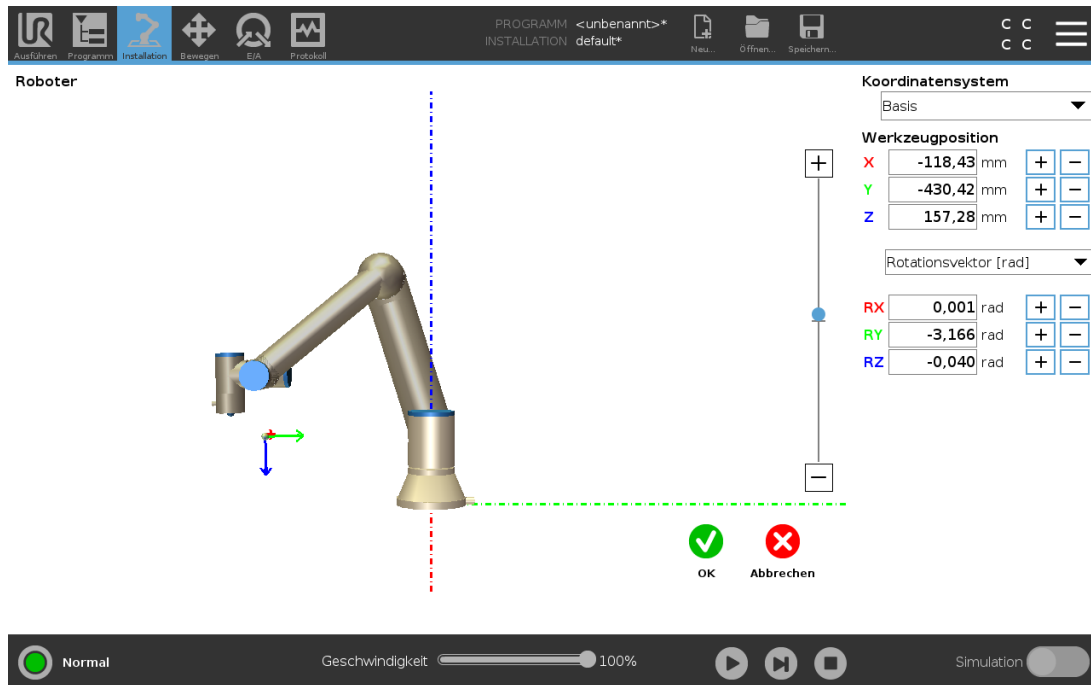 Ausführen Programm Installation Bewegen E/A Protokoll
PROGRAMM <unbenannt>*
INSTALLATION default*
Neu... Öffnen... Speichern...
C C
C C
Roboter
Koordinatensystem
Basis
Werkzeugposition
X -118,43 mm + −
Y -430,42 mm + −
Z 157,28 mm + −
Rotationsvektor [rad]
RX 0,001 rad + −
RY -3,166 rad + −
RZ -0,040 rad + −
+
−
OK Abbrechen
Normal Geschwindigkeit 100% Simulation